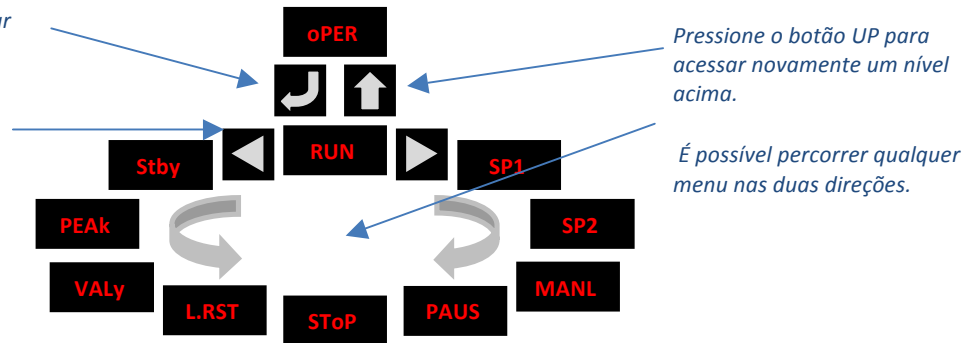 oPER
Pressione o botão UP para
acessar novamente um nível
acima.
RUN
Stby
SP1
É possível percorrer qualquer
menu nas duas direções.
PEAk
SP2
VALy
MANL
L.RST
SToP
PAUS